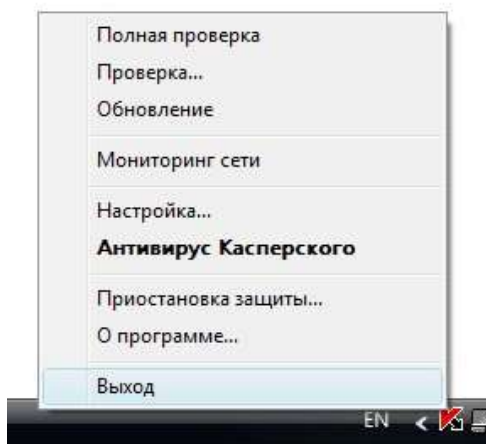 Полная проверка
Проверка...
Обновление
Мониторинг сети
Настройка...
Антивирус Касперского
Приостановка защиты...
О программе...
Выход
EN <